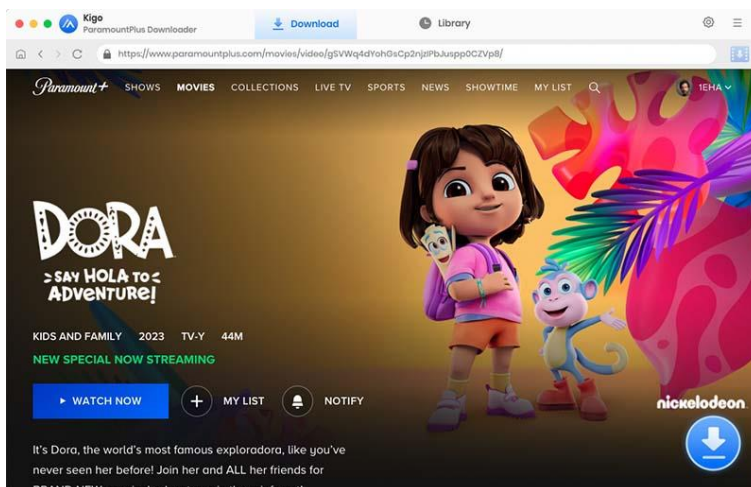 Kigo
ParamountPlus Downloader
Download
Library
https://www.paramountplus.com/movies/video/gSVWq4dYohGsCp2njzlPbJuspp0CZVp8/
Paramount+ SHOWS MOVIES COLLECTIONS LIVE TV SPORTS NEWS SHOWTIME MY LIST 1EHA
DORA
SAY HOLA TO
ADVENTURE!
KIDS AND FAMILY 2023 TV-Y 44M
NEW SPECIAL NOW STREAMING
WATCH NOW MY LIST NOTIFY
nickelodeon
It's Dora, the world's most famous exploradora, like you've
never seen her before! Join her and ALL her friends for